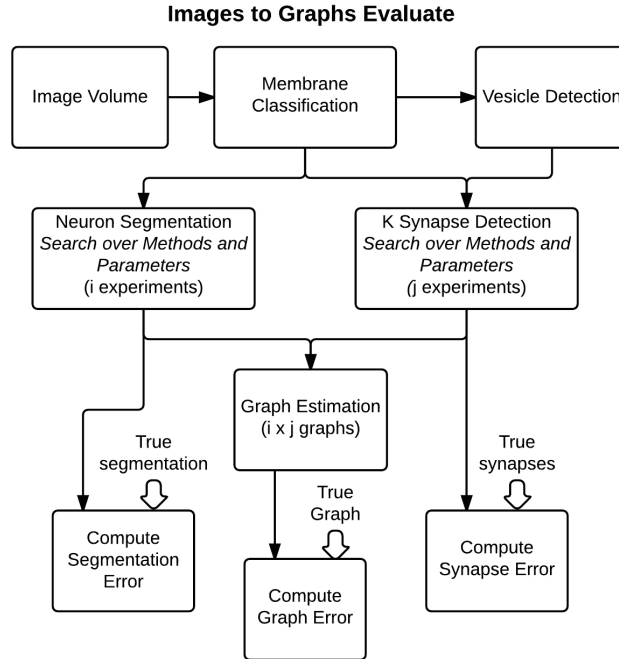 Images to Graphs Evaluate
Image Volume
Membrane
Classification
Vesicle Detection
Neuron Segmentation
Search over Methods and
Parameters
(i experiments)
K Synapse Detection
Search over Methods and
Parameters
(j experiments)
Graph Estimation
(i x j graphs)
True
segmentation
True
synapses
True
Graph
Compute
Segmentation
Error
Compute
Graph Error
Compute
Synapse Error